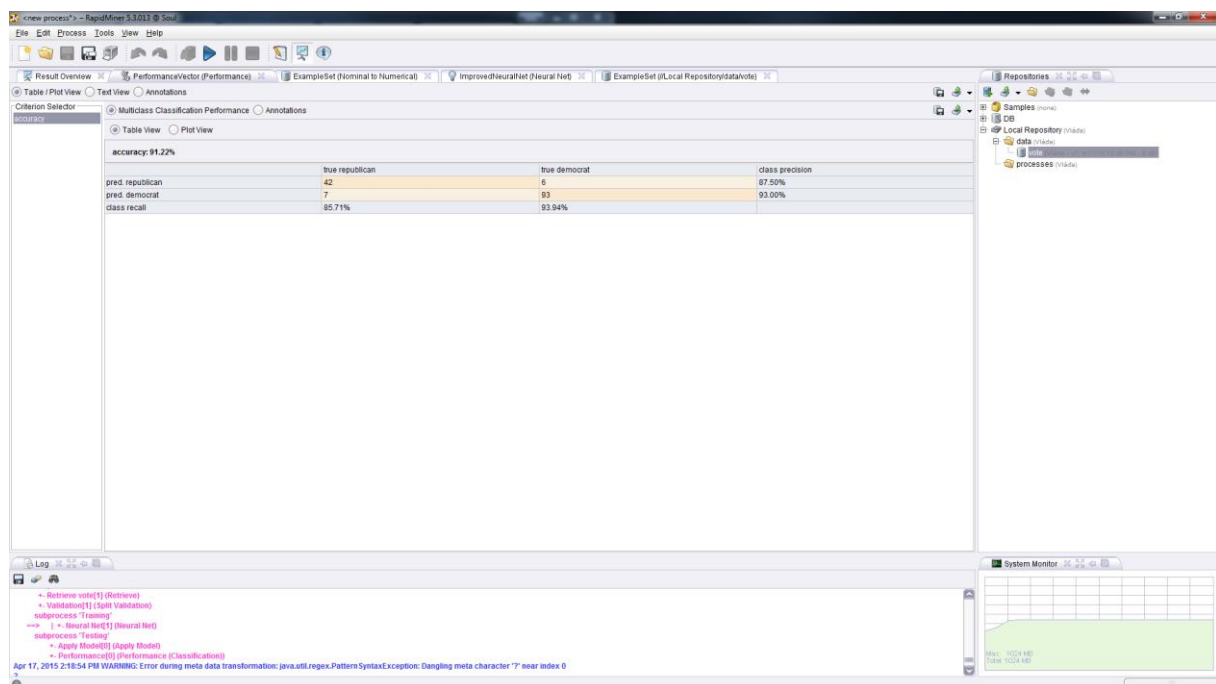 <new process*> – RapidMiner 5.3.013 @ Soul
File Edit Process Tools View Help
Result Overview PerformanceVector (Performance) ExampleSet (Nominal to Numerical) ImprovedNeuralNet (Neural Net) ExampleSet (//Local Repository/data/vote)
Table / Plot View Text View Annotations
Criterion Selector
accuracy
Multiclass Classification Performance Annotations
Table View Plot View
accuracy: 91.22%
true republican true democrat class precision
pred. republican 42 6 87.50%
pred. democrat 7 93 93.00%
class recall 85.71% 93.94%
Repositories
Samples (none)
DB
Local Repository (Vláďa)
data (Vláďa)
vote
processes (Vláďa)
Log
+- Retrieve vote[1] (Retrieve)
+- Validation[1] (Split Validation)
subprocess 'Training'
==> | +- Neural Net[1] (Neural Net)
subprocess 'Testing'
+- Apply Model[0] (Apply Model)
+- Performance[0] (Performance (Classification))
Apr 17, 2015 2:18:54 PM WARNING: Error during meta data transformation: java.util.regex.PatternSyntaxException: Dangling meta character '?' near index 0
?
System Monitor
Max: 1024 MB
Total: 1024 MB